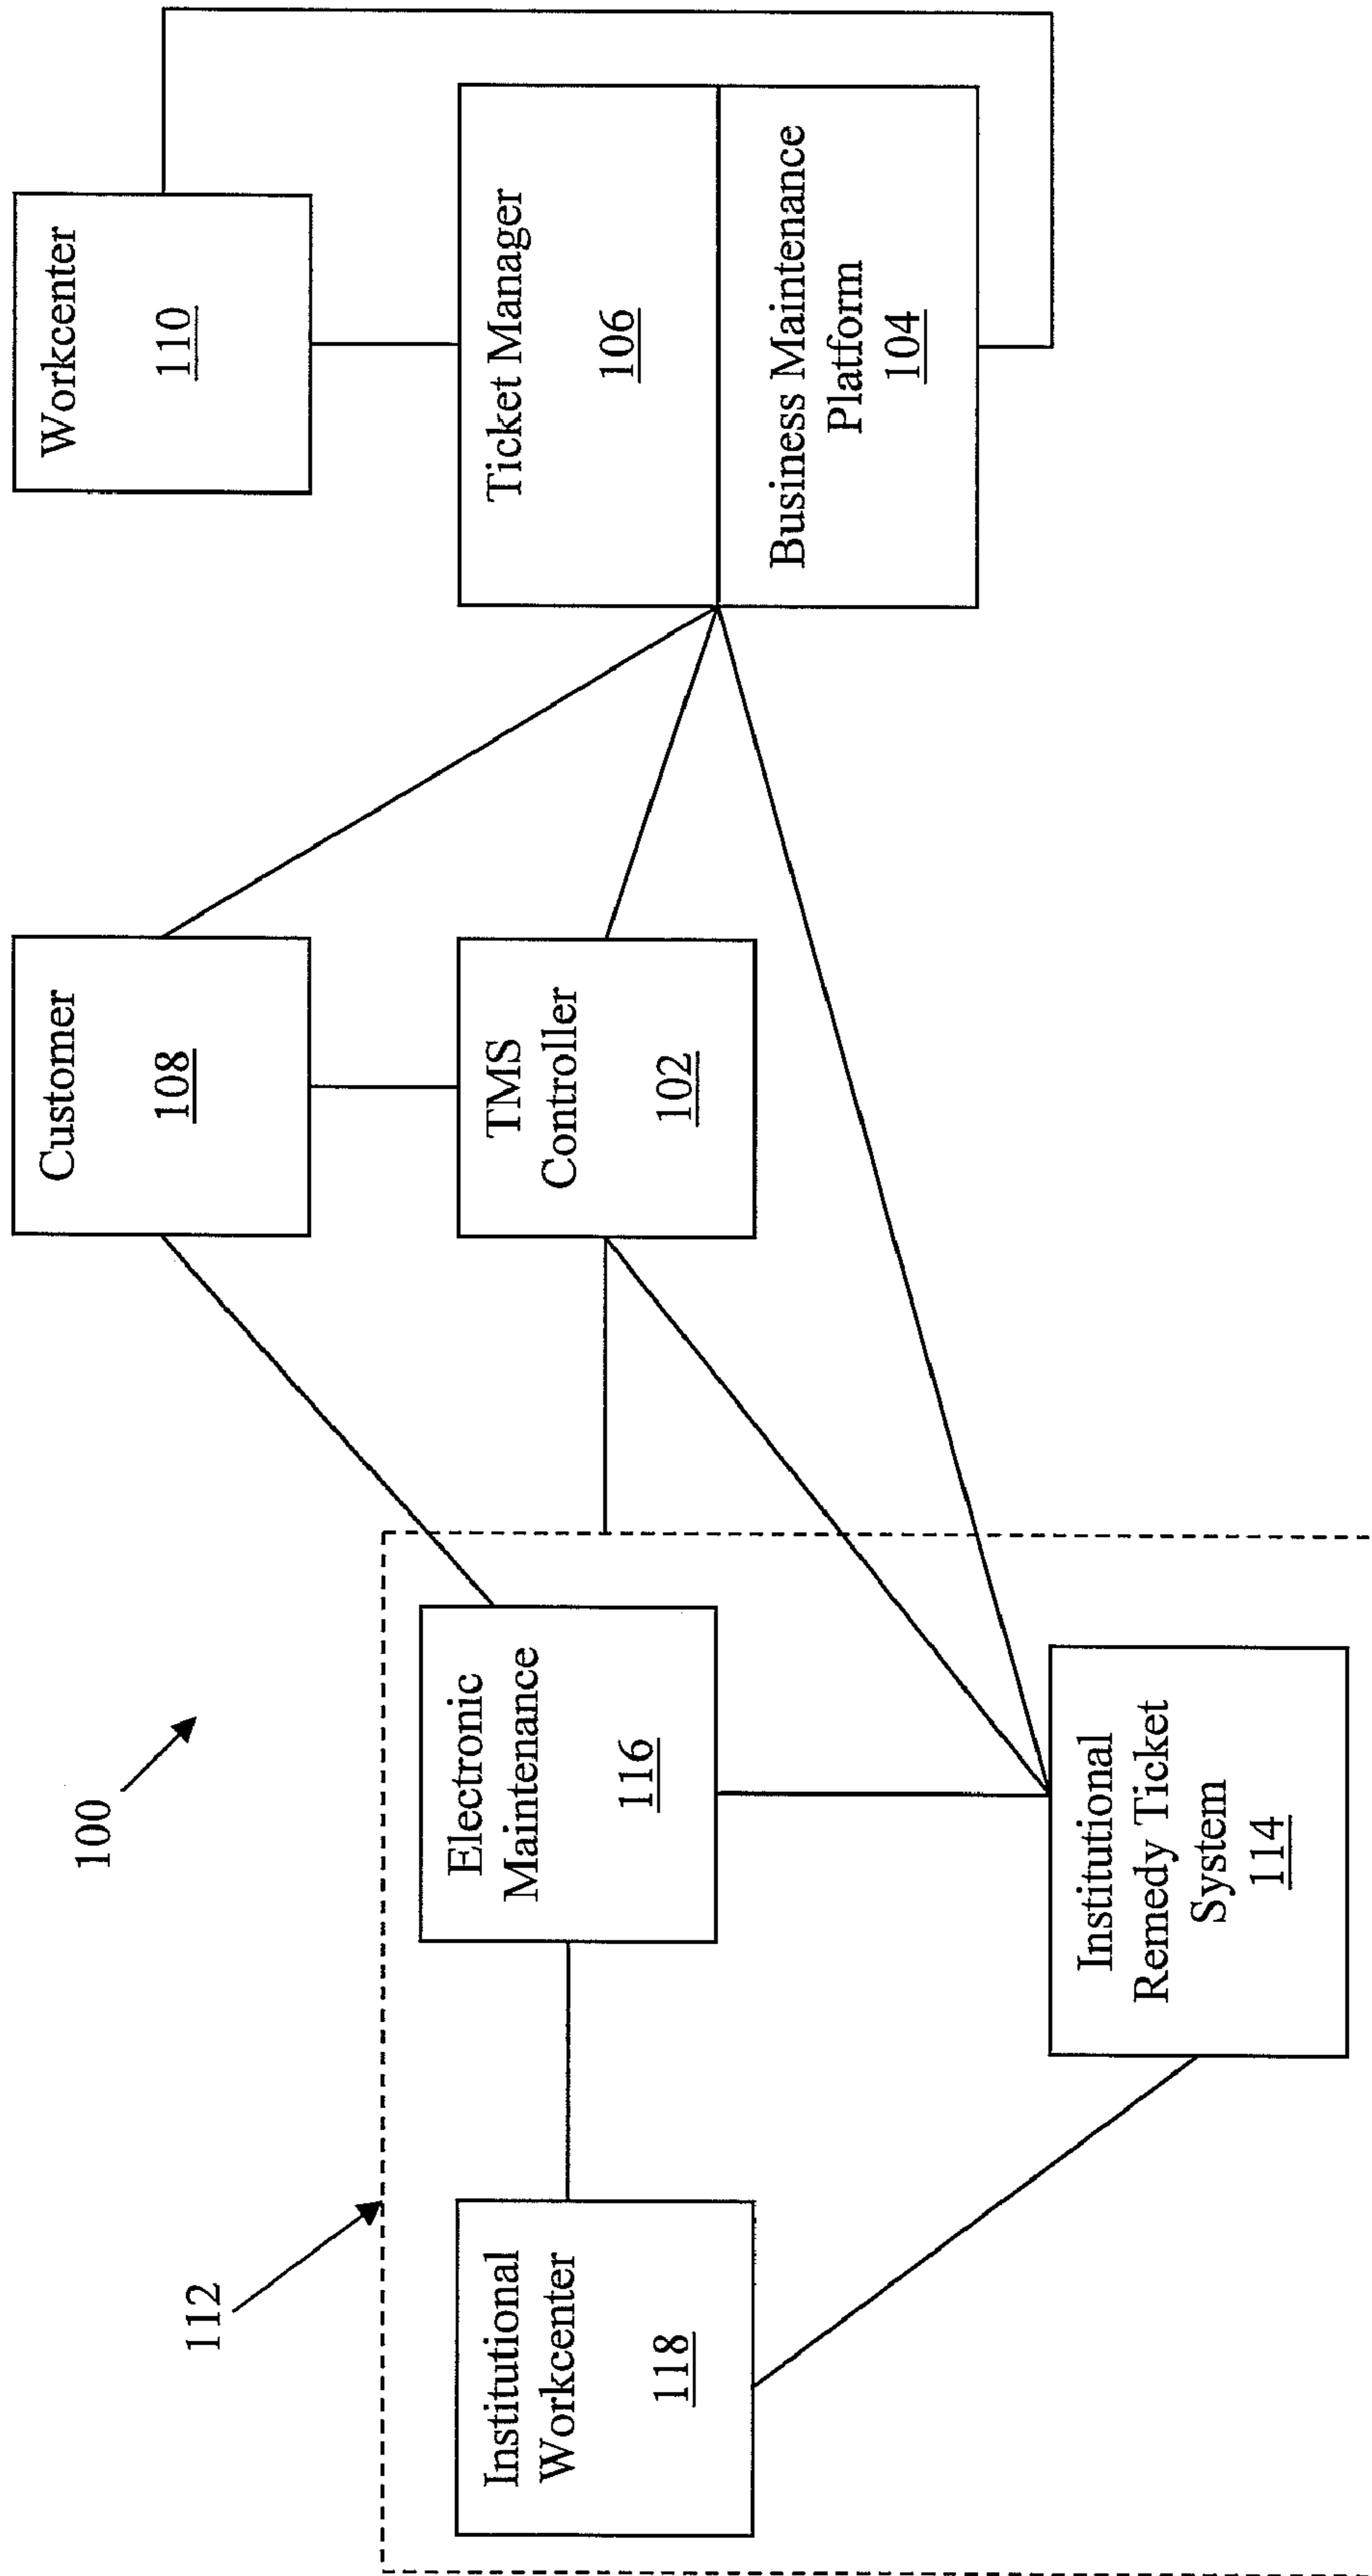 100
112
Institutional
Workcenter
118
Electronic
Maintenance
116
Institutional
Remedy Ticket
System
114
Customer
108
TMS
Controller
102
Workcenter
110
Ticket Manager
106
Business Maintenance
Platform
104